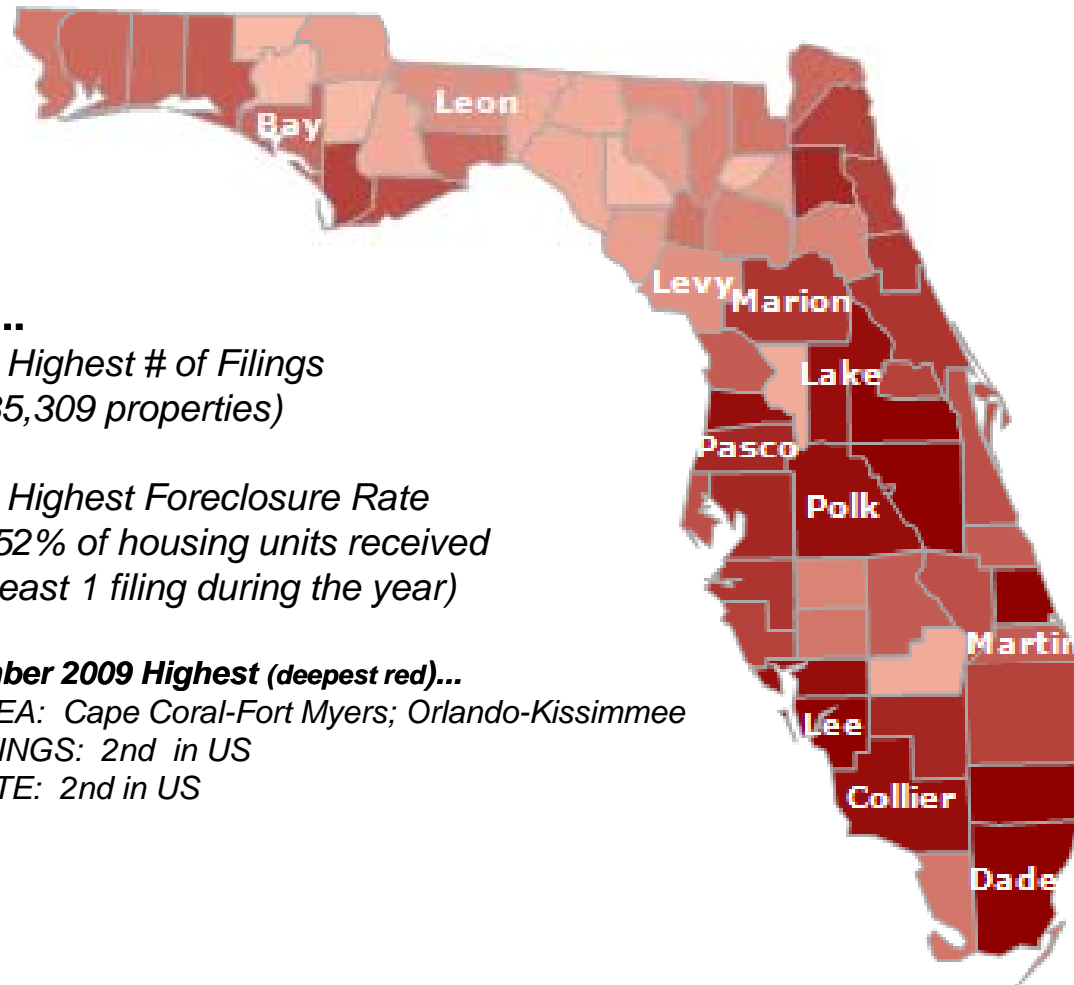 Leon
Bay
Levy
Marion
..
Highest # of Filings
Lake
35,309 properties)
Pasco
Highest Foreclosure Rate
Polk
52% of housing units received
east 1 filing during the year)
Martin
mber 2009 Highest (deepest red)...
EA: Cape Coral-Fort Myers; Orlando-Kissimmee
Lee
INGS: 2nd in US
TE: 2nd in US
Collier
Dade